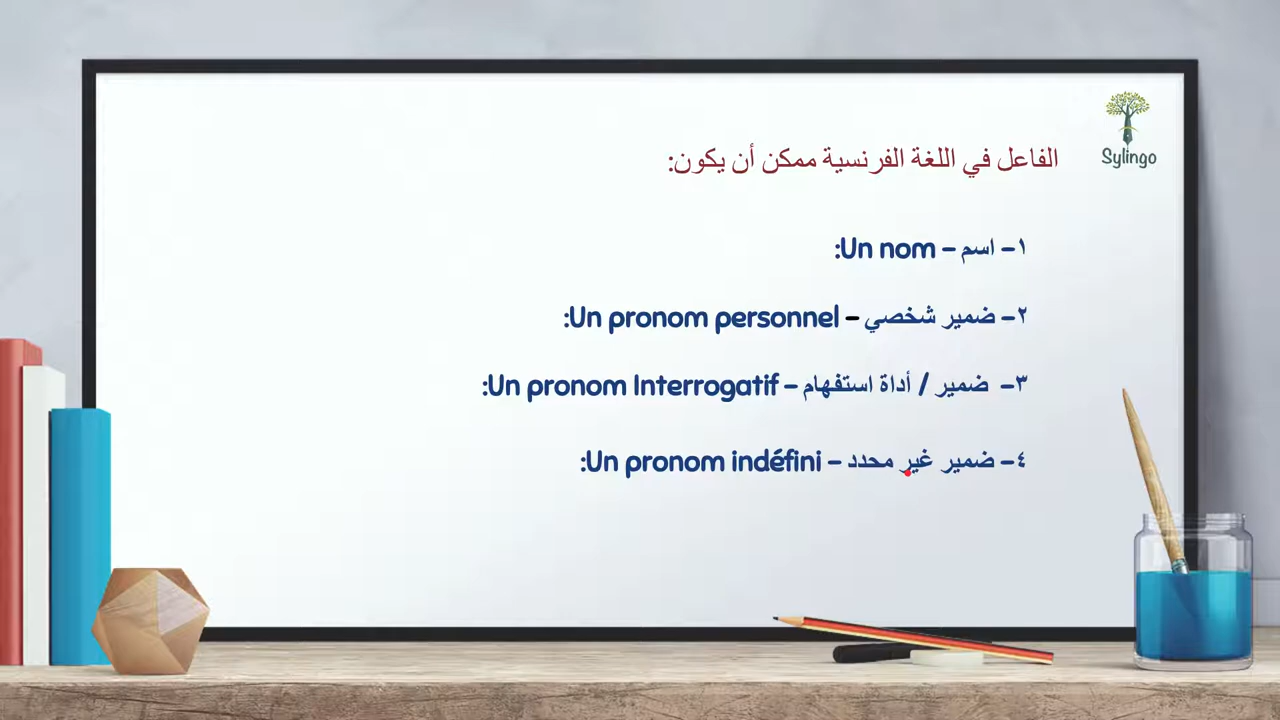 Sylingo
الفاعل في اللغة الفرنسية ممكن أن يكون:
١- اسم - Un nom:
٢- ضمير شخصي - Un pronom personnel:
٣- ضمير / أداة استفهام - Un pronom Interrogatif:
٤- ضمير غير محدد - Un pronom indéfini: